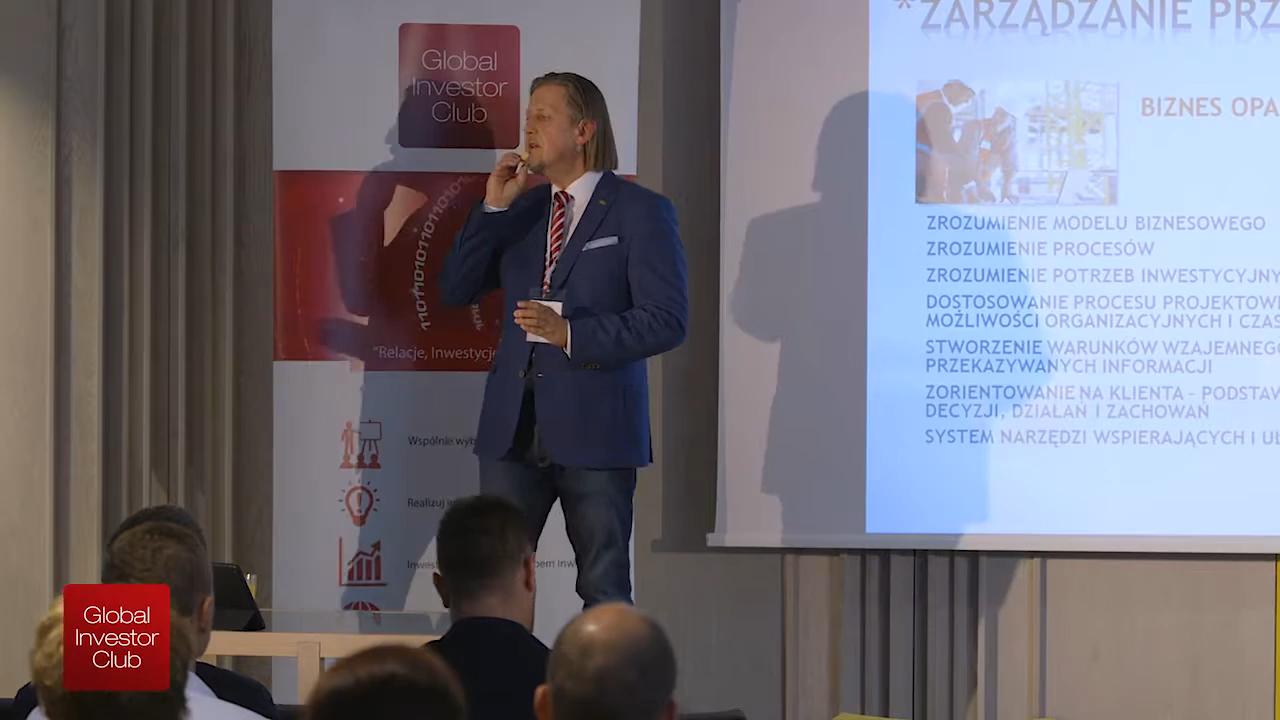 Global
Investor
Club
11011010110110101
"Relacje, Inwestycje
Wspólnie
Realizuj
*ZARZĄDZANIE PRZ
BIZNES OPA
ZROZUMIENIE MODELU BIZNESOWEGO
ZROZUMIENIE PROCESÓW
ZROZUMIENIE POTRZEB INWESTYCYJNY
DOSTOSOWANIE PROCESU PROJEKTOWE
MOŻLIWOŚCI ORGANIZACYJNYCH I CZAS
STWORZENIE WARUNKÓW WZAJEMNEGO
PRZEKAZYWANYCH INFORMACJI
ZORIENTOWANIE NA KLIENTA - PODSTAW
DECYZJI, DZIAŁAŃ I ZACHOWAŃ
SYSTEM NARZĘDZI WSPIERAJĄCYCH I UŁ
Global
Investor
Club